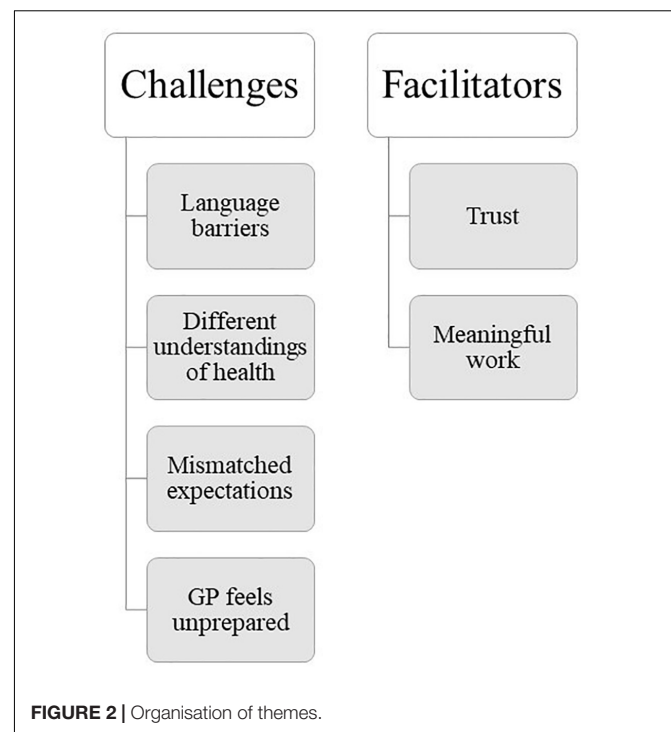 Challenges
Language
barriers
Different
understandings
of health
Mismatched
expectations
GP feels
unprepared
Facilitators
Trust
Meaningful
work
FIGURE 2 | Organisation of themes.